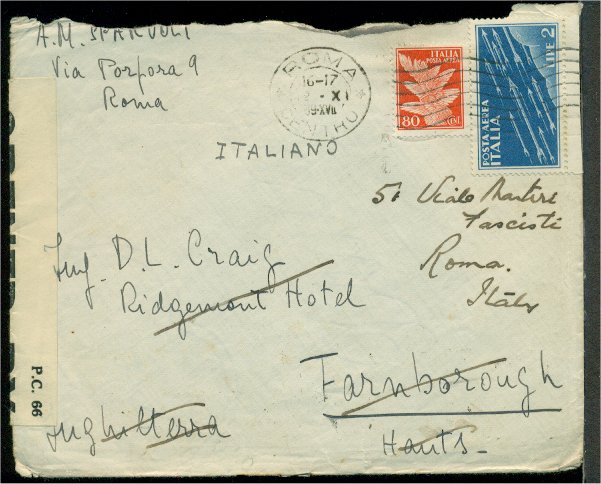 A.M. SPARVOLI
Via Porpora 9
Roma
ROMA
16-17
XI
CENTRO
ITALIA
POSTA AEREA
80 CENT
POSTA AEREA
ITALIA
LIRE 2
ITALIANO
51 Viale Martiri
Fascisti
Roma.
Italy
Ing. D.L. Craig
Ridgemont Hotel
Farnborough
Hants-
Inghilterra
P.C. 66